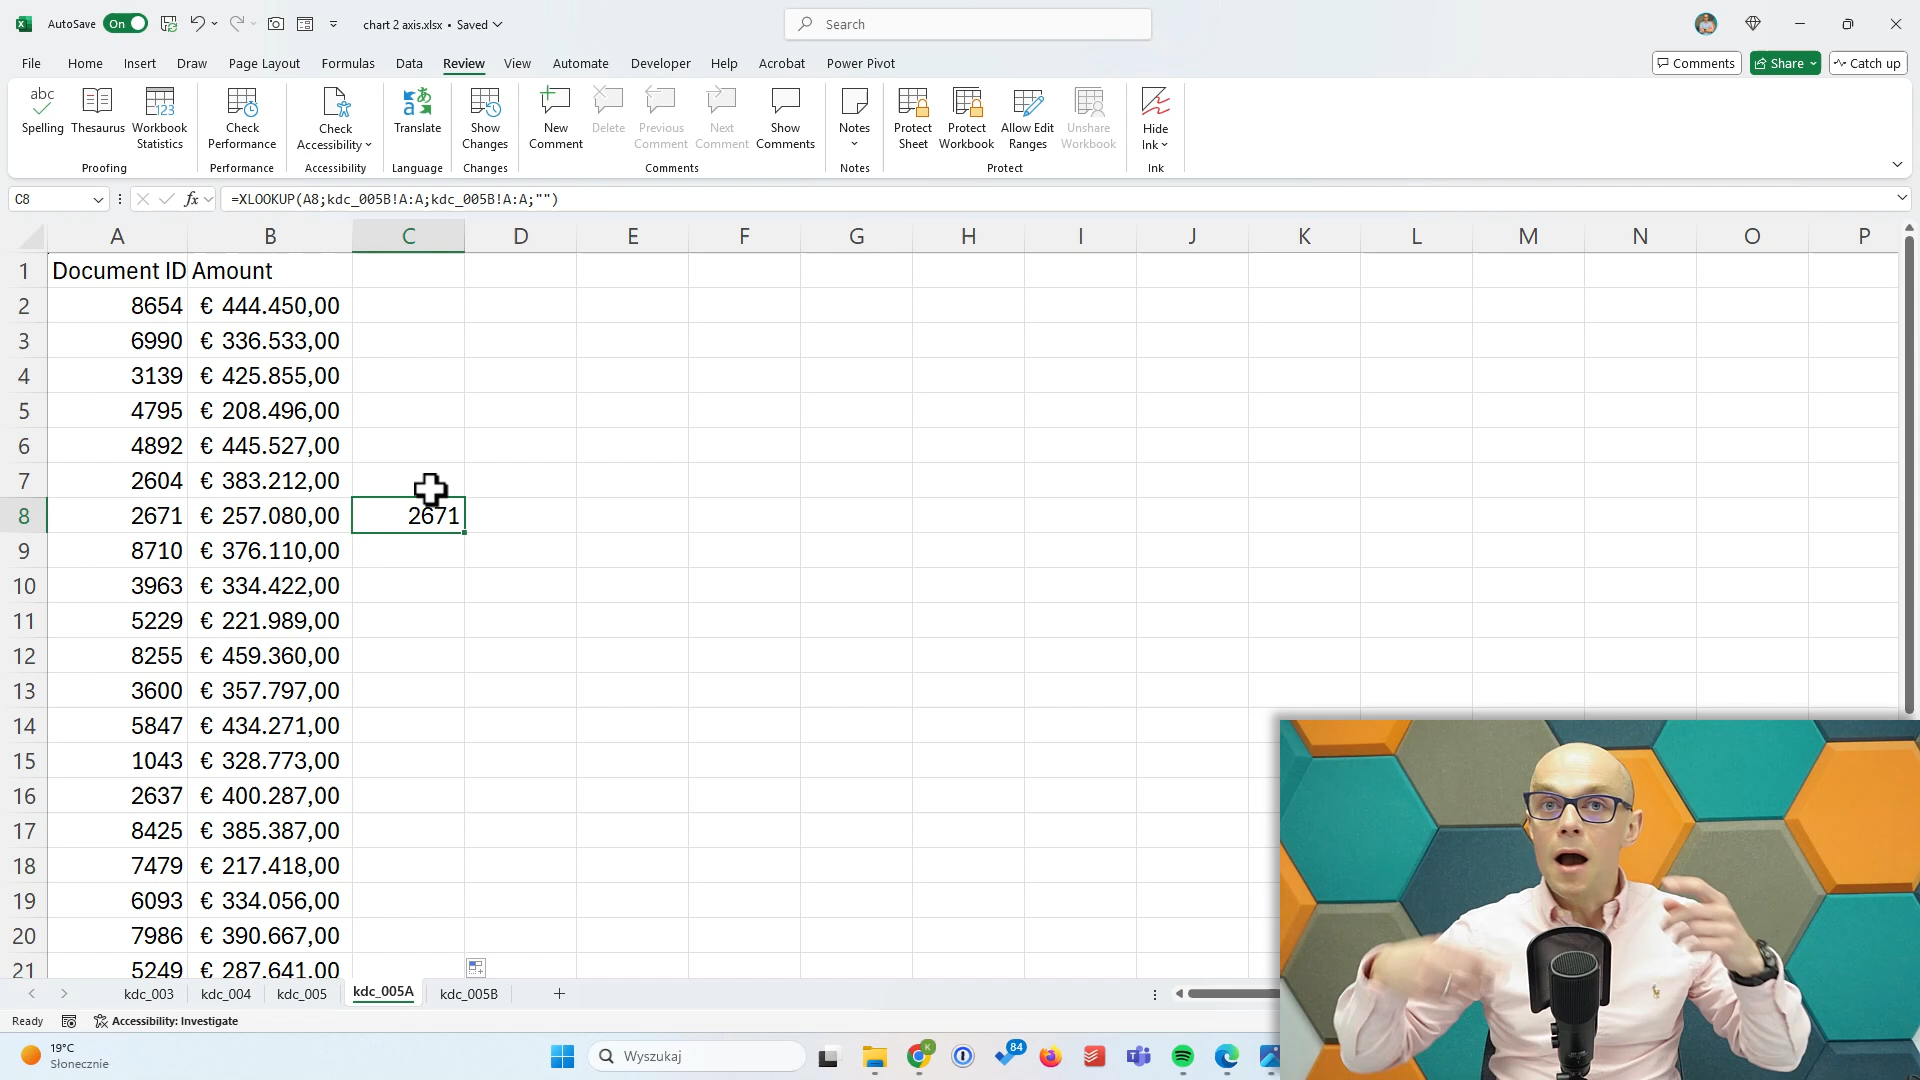 AutoSave On chart 2 axis.xlsx • Saved Search
File Home Insert Draw Page Layout Formulas Data Review View Automate Developer Help Acrobat Power Pivot Comments Share Catch up
abc
Spelling Thesaurus Workbook Statistics Check Performance Check Accessibility Translate Show Changes New Comment Delete Previous Comment Next Comment Show Comments Notes Protect Sheet Protect Workbook Allow Edit Ranges Unshare Workbook Hide Ink
Proofing Performance Accessibility Language Changes Comments Notes Protect Ink
C8 fx =XLOOKUP(A8;kdc_005B!A:A;kdc_005B!A:A;"")
A B C D E F G H I J K L M N O P
1 Document ID Amount
2 8654 € 444.450,00
3 6990 € 336.533,00
4 3139 € 425.855,00
5 4795 € 208.496,00
6 4892 € 445.527,00
7 2604 € 383.212,00
8 2671 € 257.080,00 2671
9 8710 € 376.110,00
10 3963 € 334.422,00
11 5229 € 221.989,00
12 8255 € 459.360,00
13 3600 € 357.797,00
14 5847 € 434.271,00
15 1043 € 328.773,00
16 2637 € 400.287,00
17 8425 € 385.387,00
18 7479 € 217.418,00
19 6093 € 334.056,00
20 7986 € 390.667,00
21 5249 € 287.641,00
kdc_003 kdc_004 kdc_005 kdc_005A kdc_005B
Ready Accessibility: Investigate
19°C
Słonecznie
Wyszukaj
K
84